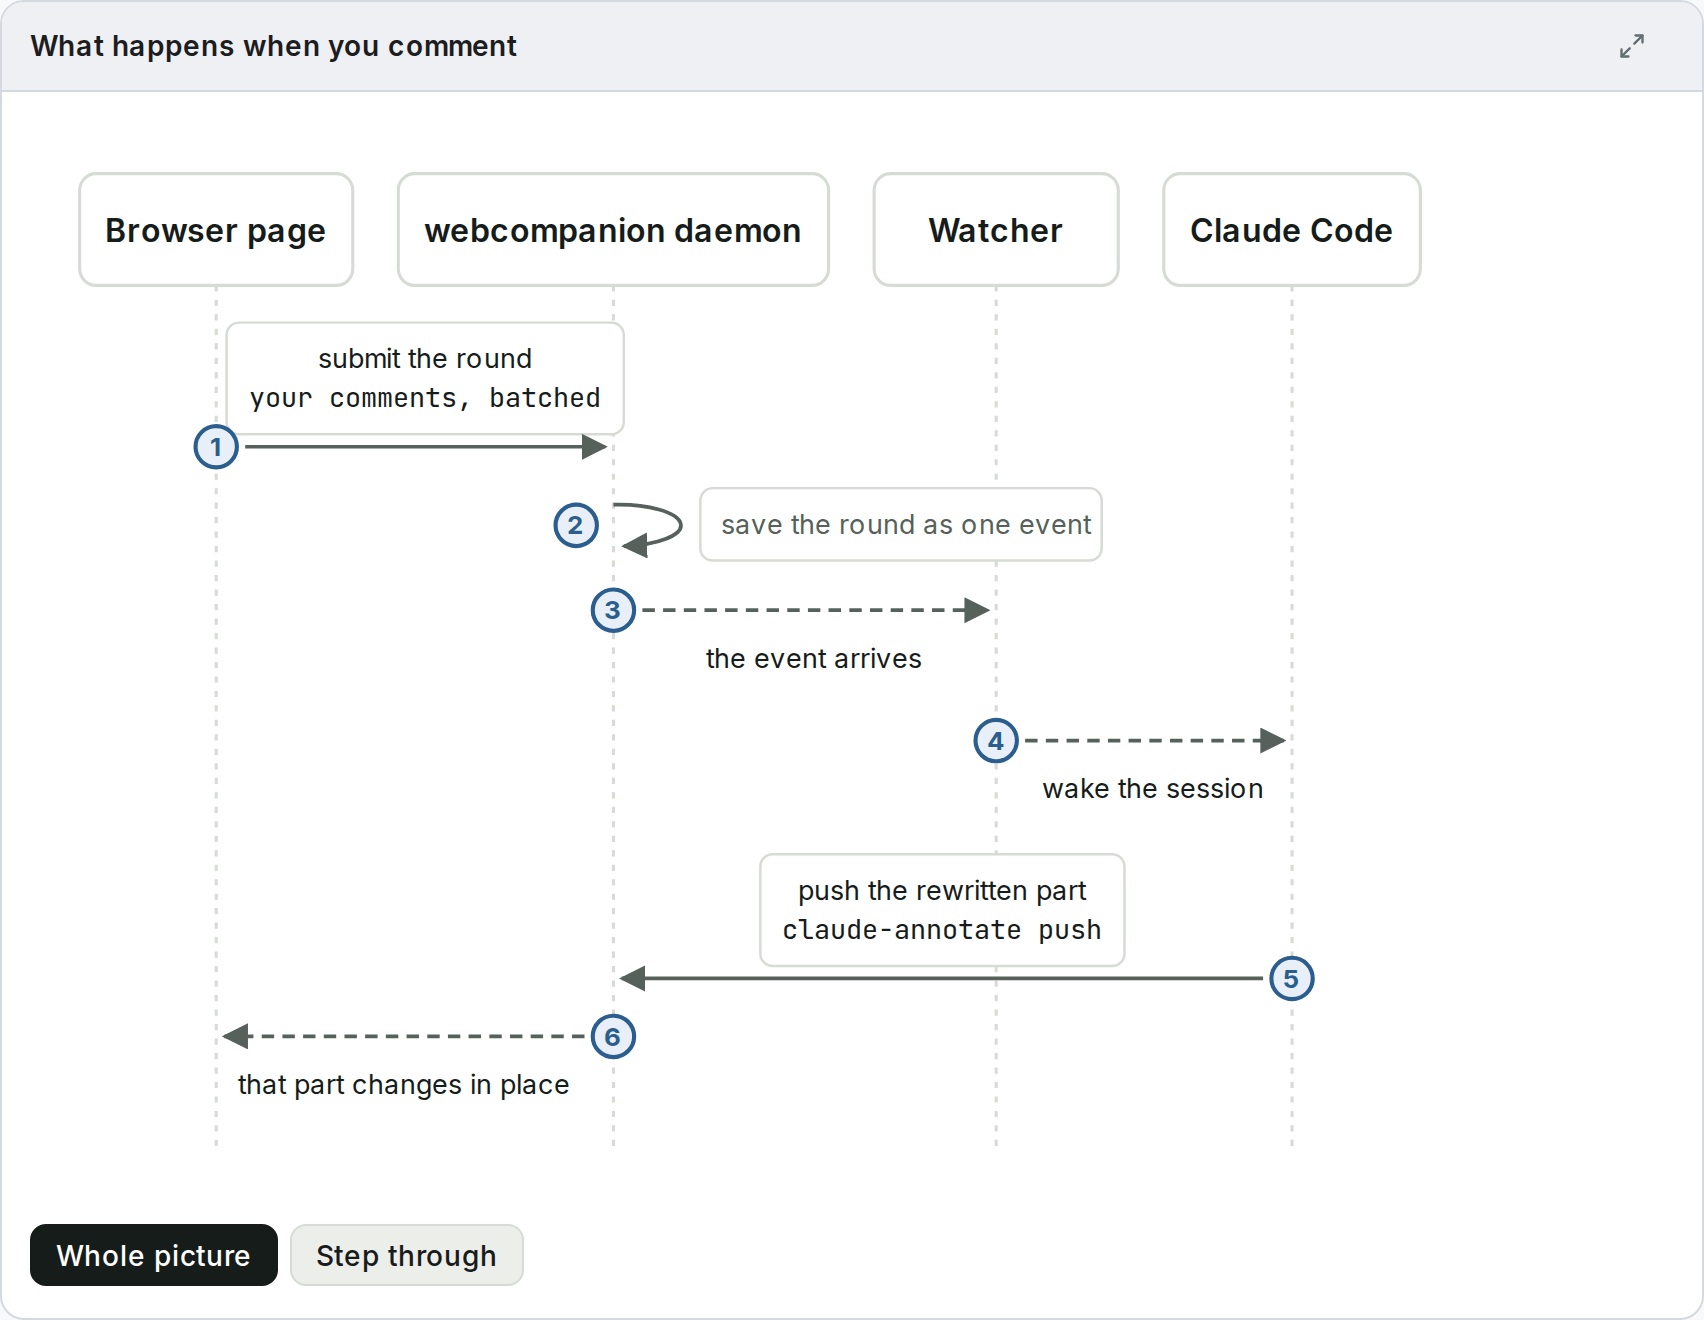 What happens when you comment
Browser page
webcompanion daemon
Watcher
Claude Code
submit the round
your comments, batched
1
2
save the round as one event
3
the event arrives
4
wake the session
push the rewritten part
claude-annotate push
5
6
that part changes in place
Whole picture
Step through